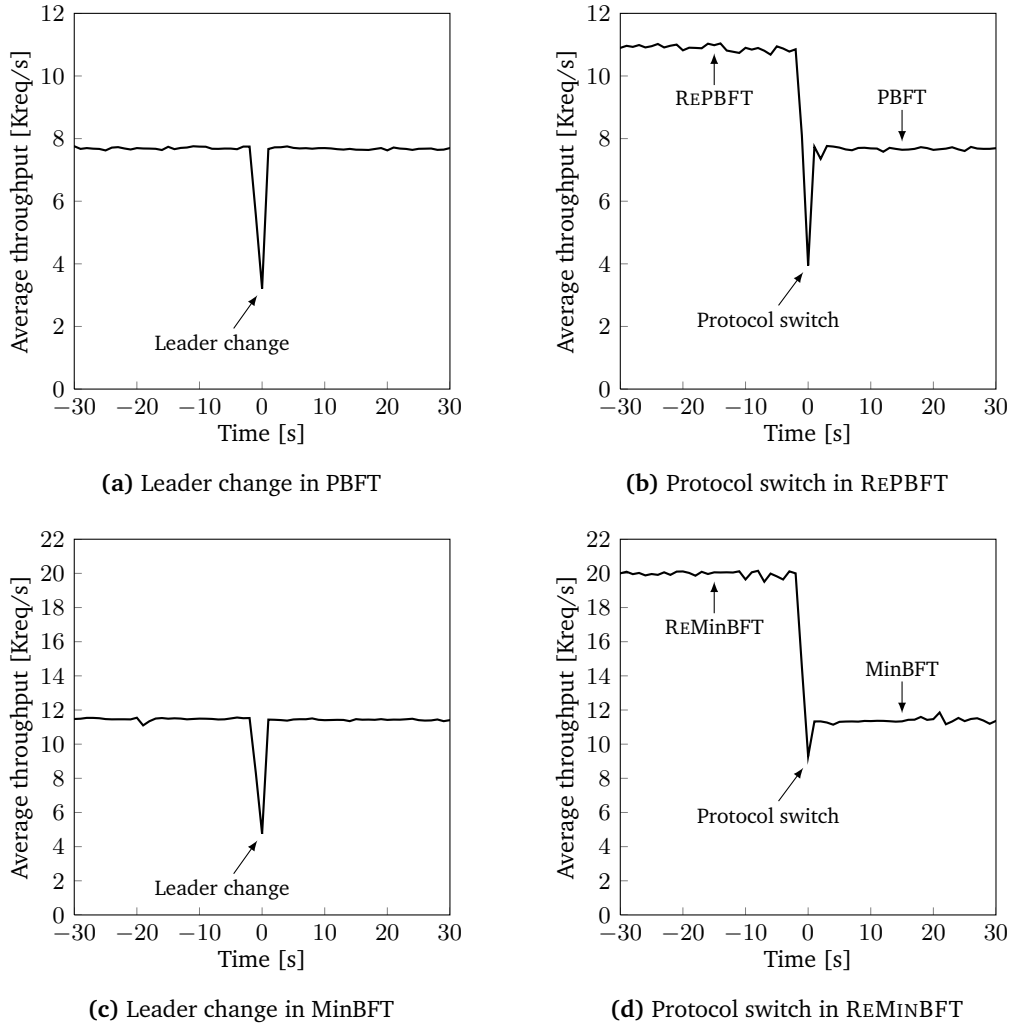 12
10
8
6
4
2
0
−30 −20 −10 0 10 20 30
Average throughput [Kreq/s]
Time [s]
Leader change
(a) Leader change in PBFT
12
10
8
6
4
2
0
−30 −20 −10 0 10 20 30
Average throughput [Kreq/s]
Time [s]
REPBFT
PBFT
Protocol switch
(b) Protocol switch in REPBFT
22
20
18
16
14
12
10
8
6
4
2
0
−30 −20 −10 0 10 20 30
Average throughput [Kreq/s]
Time [s]
Leader change
(c) Leader change in MinBFT
22
20
18
16
14
12
10
8
6
4
2
0
−30 −20 −10 0 10 20 30
Average throughput [Kreq/s]
Time [s]
REMinBFT
MinBFT
Protocol switch
(d) Protocol switch in REMINBFT